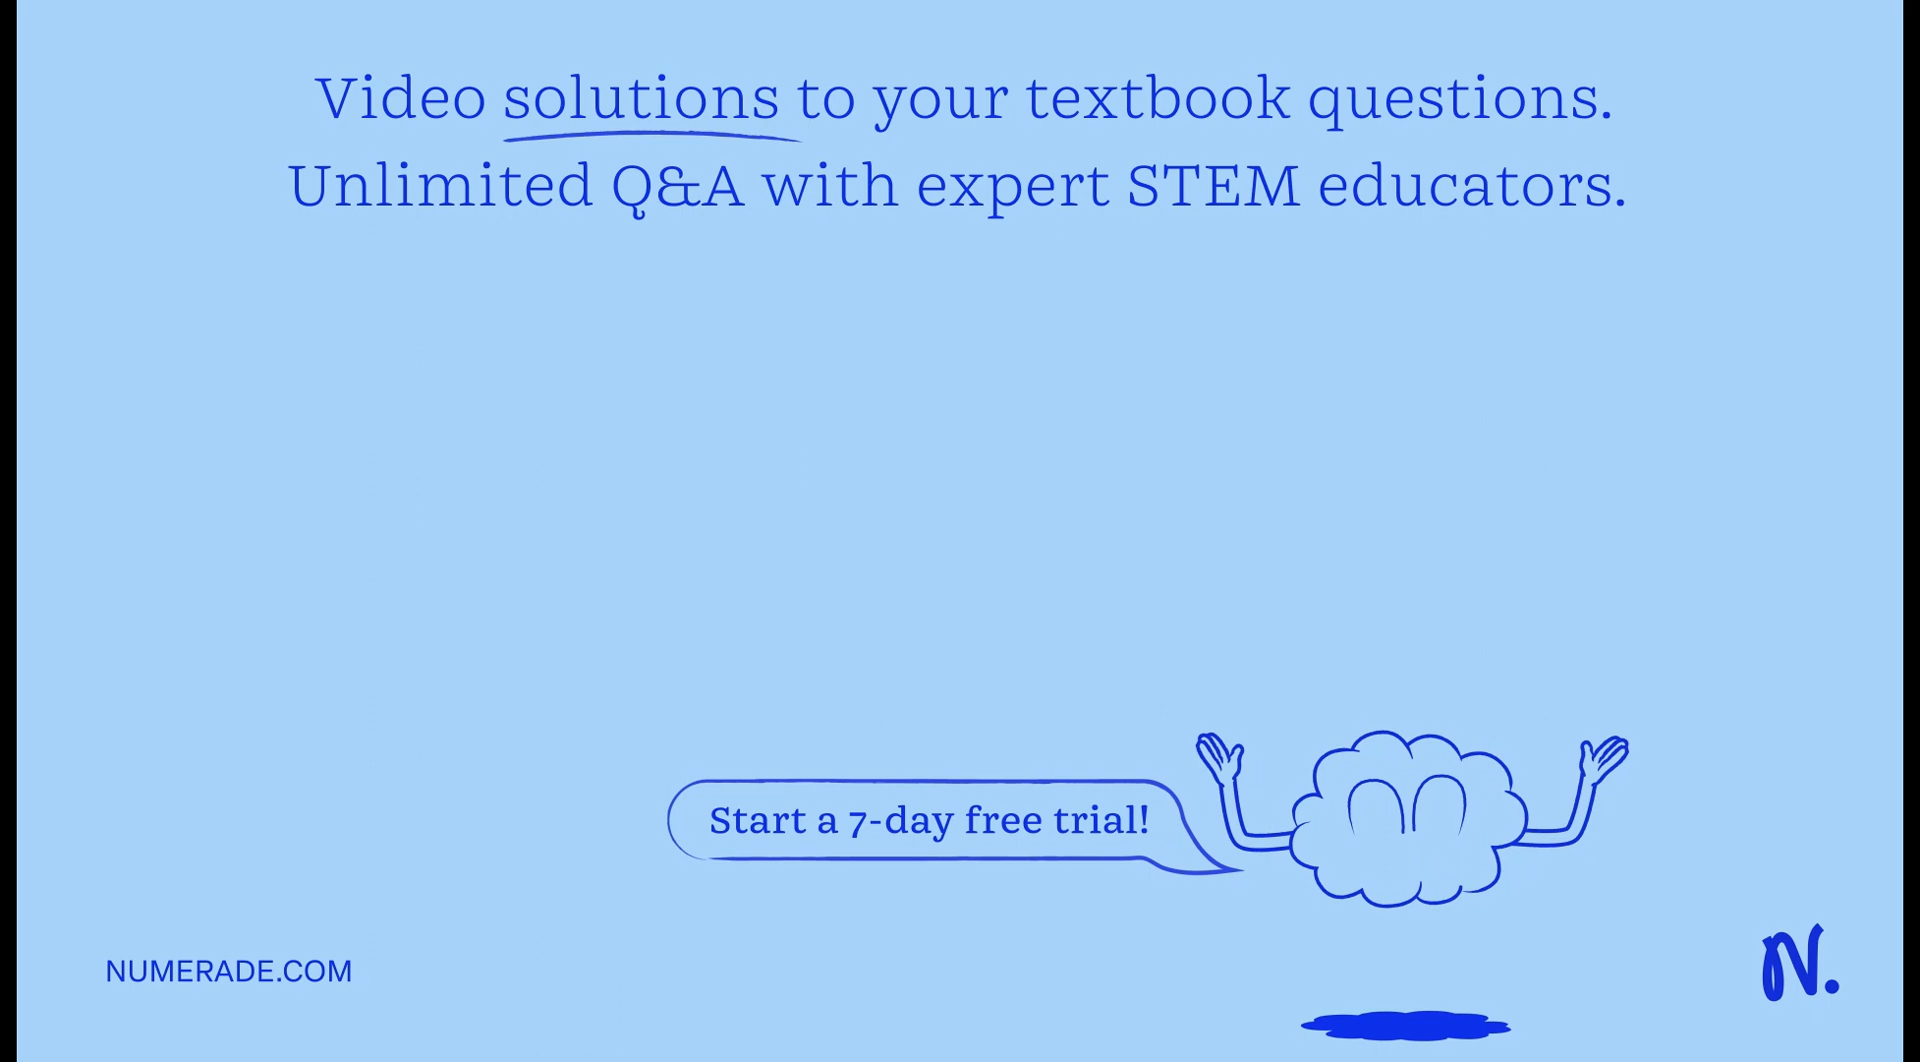 Video solutions to your textbook questions.
Unlimited Q&A with expert STEM educators.
Start a 7-day free trial!
NUMERADE.COM
N.